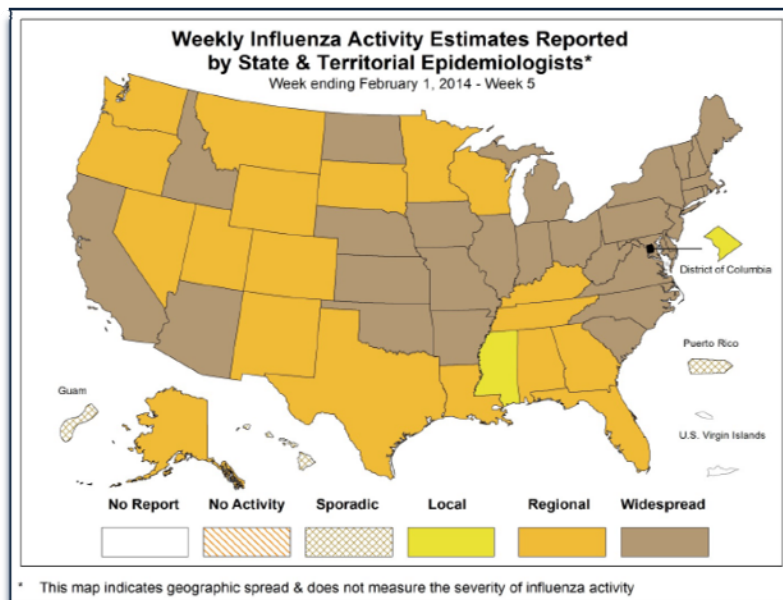 Weekly Influenza Activity Estimates Reported
by State & Territorial Epidemiologists*
Week ending February 1, 2014 - Week 5
District of Columbia
Puerto Rico
Guam
U.S. Virgin Islands
No Report No Activity Sporadic Local Regional Widespread
* This map indicates geographic spread & does not measure the severity of influenza activity